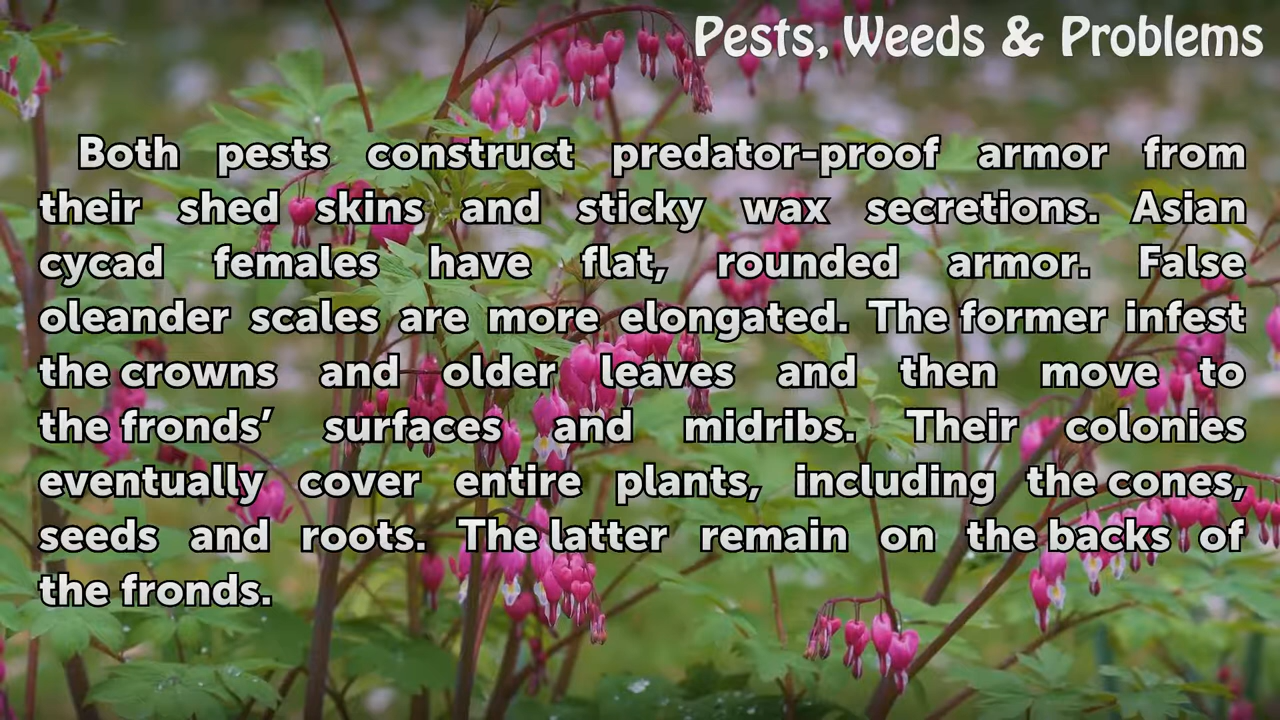 Pests, Weeds & Problems
Both pests construct predator-proof armor from
their shed skins and sticky wax secretions. Asian
cycad females have flat, rounded armor. False
oleander scales are more elongated. The former infest
the crowns and older leaves and then move to
the fronds’ surfaces and midribs. Their colonies
eventually cover entire plants, including the cones,
seeds and roots. The latter remain on the backs of
the fronds.